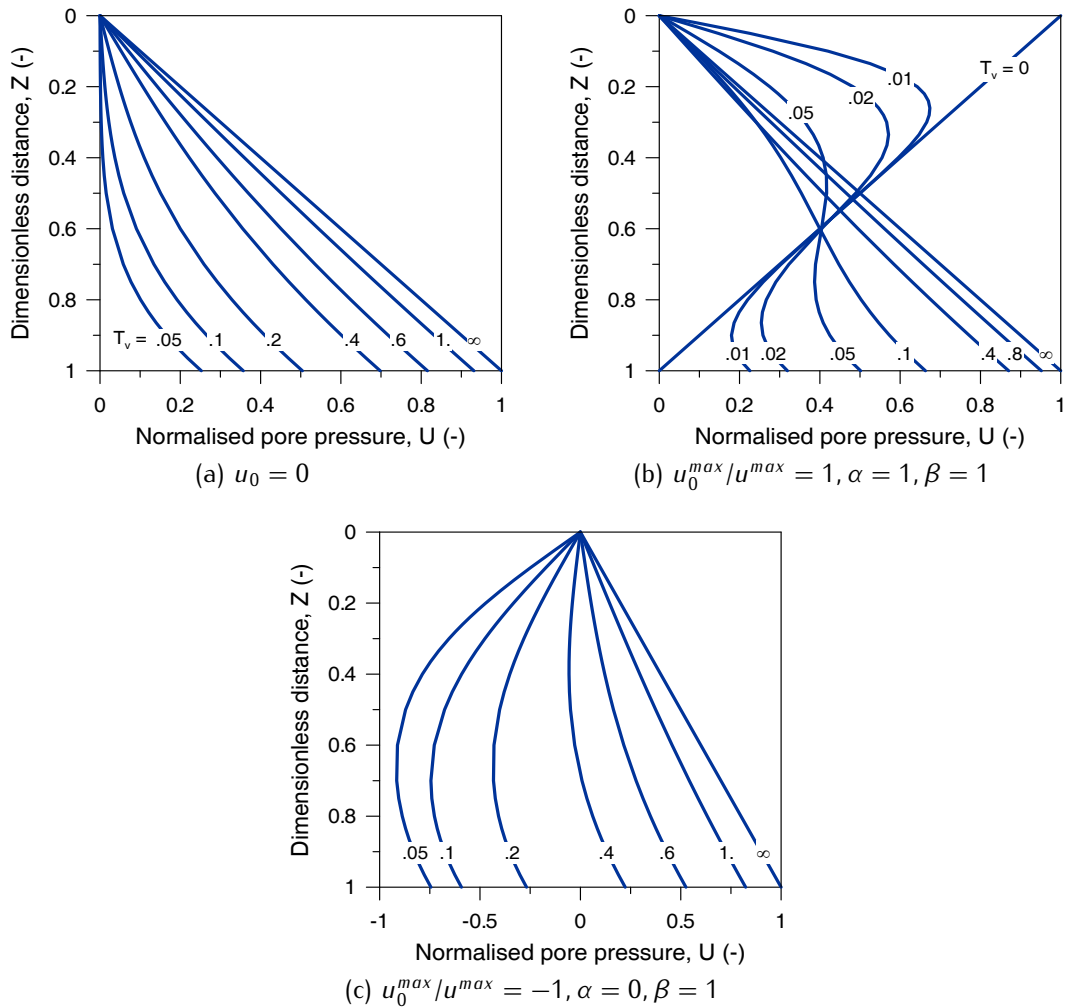 Dimensionless distance, Z (-)
0
0.2
0.4
0.6
0.8
1
T_v = .05 .1 .2 .4 .6 1. ∞
0 0.2 0.4 0.6 0.8 1
Normalised pore pressure, U (-)
(a) u_0 = 0
Dimensionless distance, Z (-)
0
0.2
0.4
0.6
0.8
1
T_v = 0
.01
.02
.05
.01 .02 .05 .1 .4 .8 ∞
0 0.2 0.4 0.6 0.8 1
Normalised pore pressure, U (-)
(b) u_0^{max}/u^{max} = 1, α = 1, β = 1
Dimensionless distance, Z (-)
0
0.2
0.4
0.6
0.8
1
.05 .1 .2 .4 .6 1. ∞
-1 -0.5 0 0.5 1
Normalised pore pressure, U (-)
(c) u_0^{max}/u^{max} = −1, α = 0, β = 1